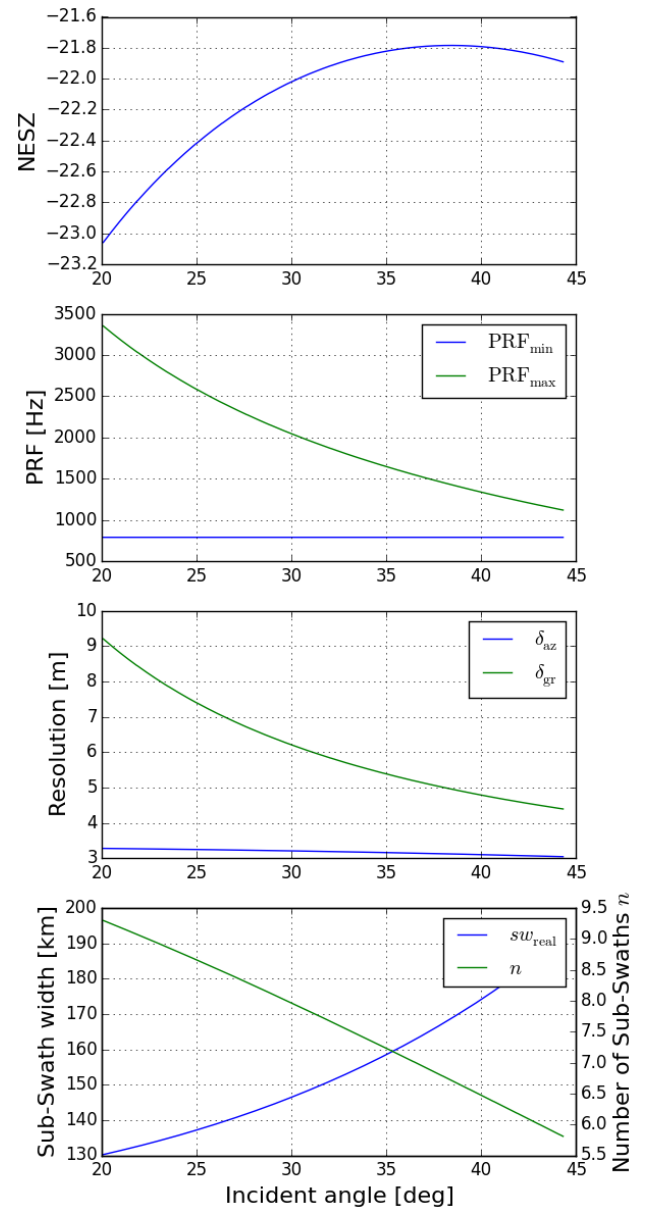 −21.6
−21.8
−22.0
−22.2
−22.4
−22.6
−22.8
−23.0
−23.2
NESZ
20 25 30 35 40 45
3500
3000
2500
2000
1500
1000
500
PRF [Hz]
PRFmin
PRFmax
20 25 30 35 40 45
10
9
8
7
6
5
4
3
Resolution [m]
δaz
δgr
20 25 30 35 40 45
200
190
180
170
160
150
140
130
Sub-Swath width [km]
swreal
n
9.5
9.0
8.5
8.0
7.5
7.0
6.5
6.0
5.5
Number of Sub-Swaths n
20 25 30 35 40 45
Incident angle [deg]